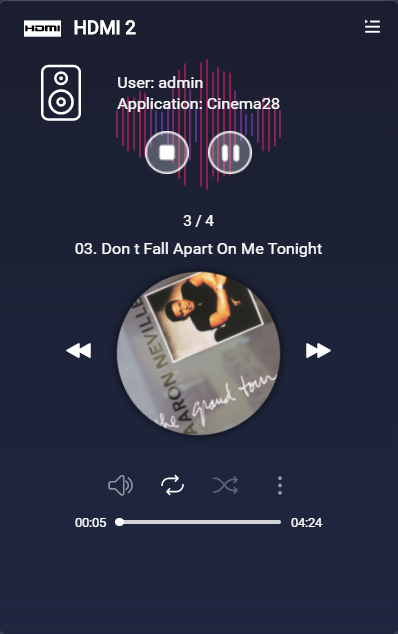 HDMI HDMI 2
User: admin
Application: Cinema28
3 / 4
03. Don t Fall Apart On Me Tonight
AARON NEVILLE
the grand tour
00:05 04:24